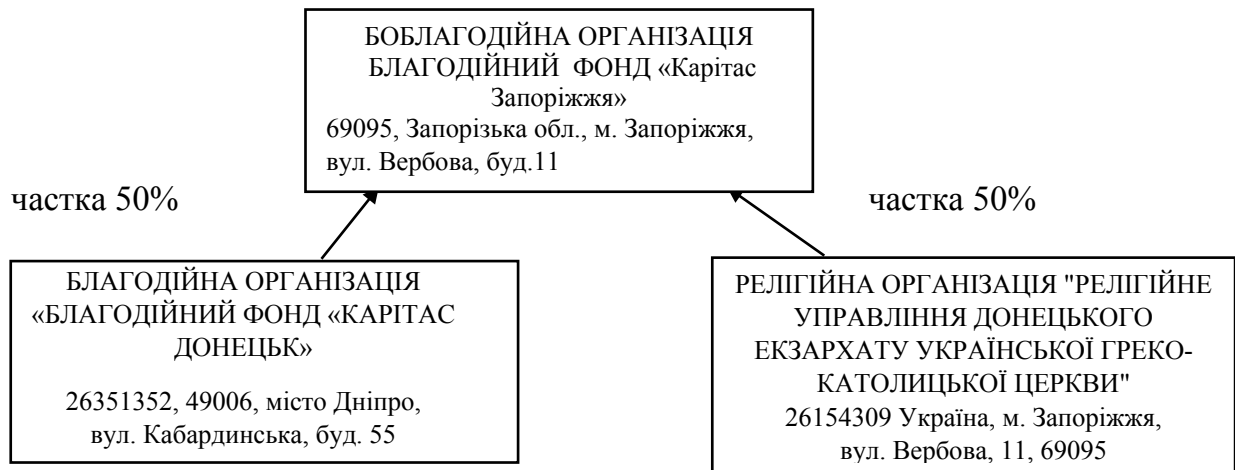 БОБЛАГОДІЙНА ОРГАНІЗАЦІЯ
БЛАГОДІЙНИЙ ФОНД «Карітас
Запоріжжя»
69095, Запорізька обл., м. Запоріжжя,
вул. Вербова, буд.11
частка 50%
частка 50%
БЛАГОДІЙНА ОРГАНІЗАЦІЯ
«БЛАГОДІЙНИЙ ФОНД «КАРІТАС
ДОНЕЦЬК»
26351352, 49006, місто Дніпро,
вул. Кабардинська, буд. 55
РЕЛІГІЙНА ОРГАНІЗАЦІЯ "РЕЛІГІЙНЕ
УПРАВЛІННЯ ДОНЕЦЬКОГО
ЕКЗАРХАТУ УКРАЇНСЬКОЇ ГРЕКО-
КАТОЛИЦЬКОЇ ЦЕРКВИ"
26154309 Україна, м. Запоріжжя,
вул. Вербова, 11, 69095